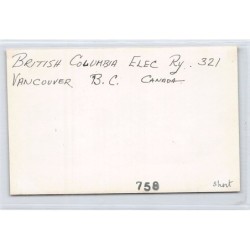 BRITISH COLUMBIA ELEC Ry. 321
VANCOUVER B.C. CANADA
758
short